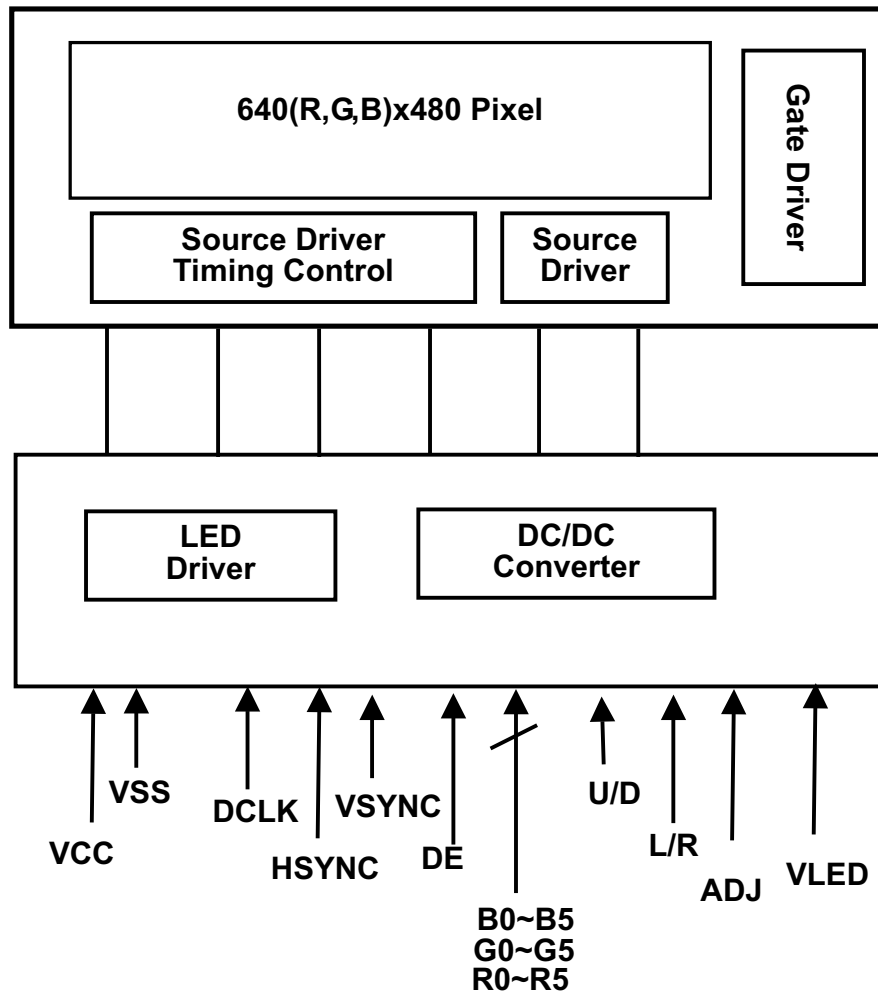 640(R,G,B)x480 Pixel
Gate Driver
Source Driver
Timing Control
Source
Driver
LED
Driver
DC/DC
Converter
VCC
VSS
DCLK
HSYNC
VSYNC
DE
B0~B5
G0~G5
R0~R5
U/D
L/R
ADJ
VLED